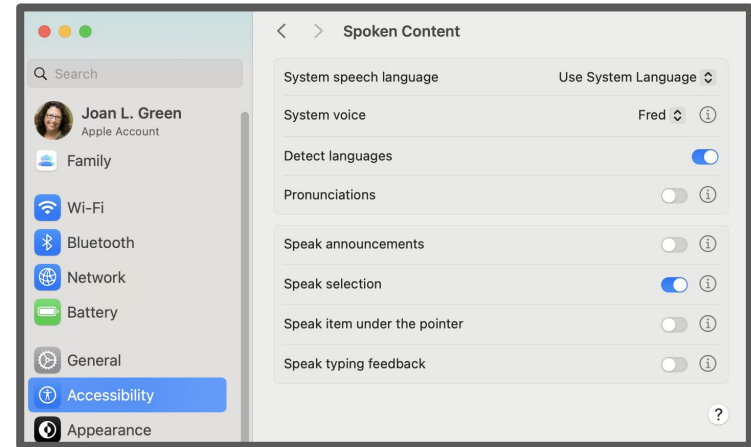 Search
Joan L. Green
Apple Account
Family
Wi-Fi
Bluetooth
Network
Battery
General
Accessibility
Appearance
Spoken Content
System speech language Use System Language
System voice Fred
Detect languages
Pronunciations
Speak announcements
Speak selection
Speak item under the pointer
Speak typing feedback
?